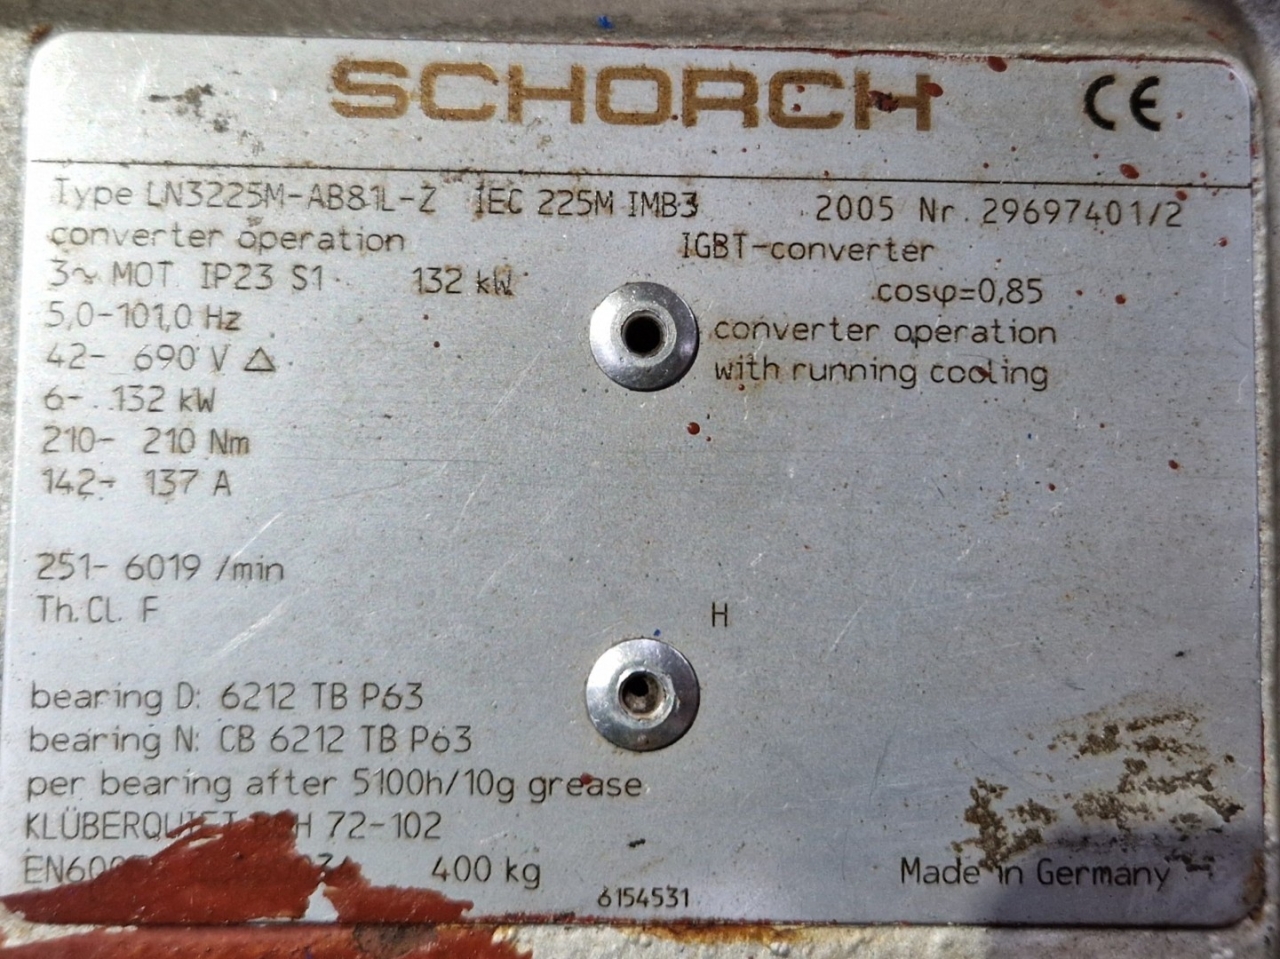 SCHORCH CE
Type LN3225M-AB81L-Z IEC 225M IMB3 2005 Nr. 29697401/2
converter operation IGBT-converter
3~ MOT IP23 S1 132 kW cosφ=0,85
5,0-101,0 Hz converter operation
42- 690 V △ with running cooling
6- 132 kW
210- 210 Nm
142- 137 A
251- 6019 /min
Th.Cl. F H
bearing D: 6212 TB P63
bearing N: CB 6212 TB P63
per bearing after 5100h/10g grease
KLÜBERQUIET 72-102
400 kg Made in Germany
6154531